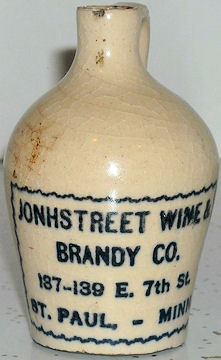 JONHSTREET WINE &
BRANDY CO.
187-189 E. 7th St.
ST. PAUL, - MINN